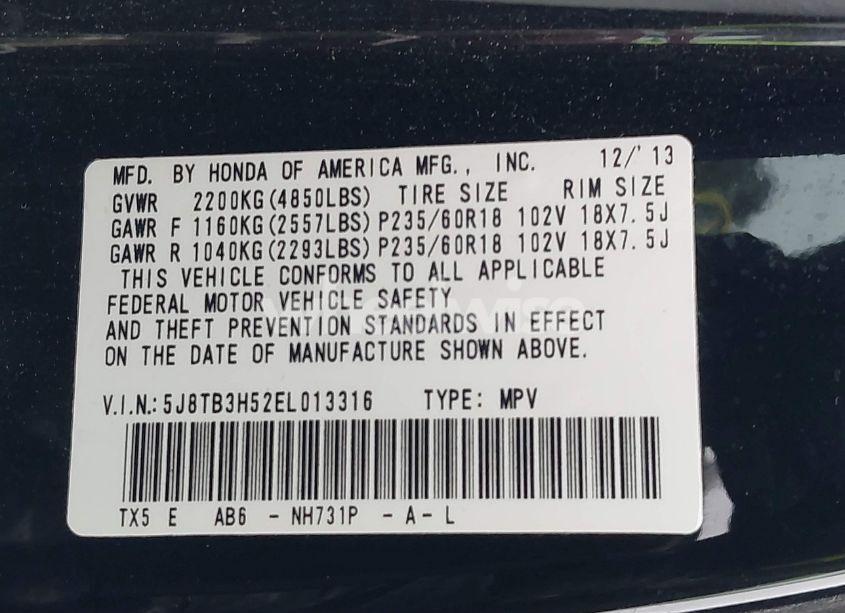 MFD. BY HONDA OF AMERICA MFG., INC. 12/'13
GVWR 2200KG(4850LBS) TIRE SIZE RIM SIZE
GAWR F 1160KG(2557LBS) P235/60R18 102V 18X7.5J
GAWR R 1040KG(2293LBS) P235/60R18 102V 18X7.5J
THIS VEHICLE CONFORMS TO ALL APPLICABLE
FEDERAL MOTOR VEHICLE SAFETY
AND THEFT PREVENTION STANDARDS IN EFFECT
ON THE DATE OF MANUFACTURE SHOWN ABOVE.
V.I.N.: 5J8TB3H52EL013316 TYPE: MPV
TX5 E AB6 - NH731P - A - L